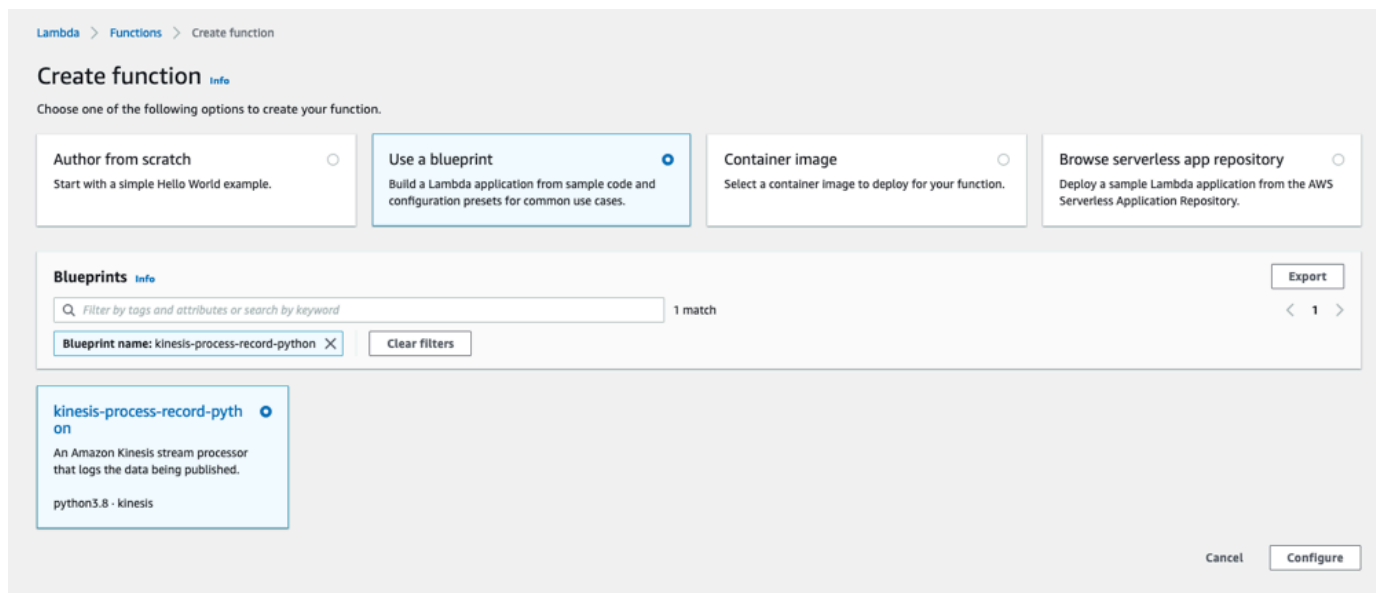 Lambda > Functions > Create function
Create function Info
Choose one of the following options to create your function.
Author from scratch
Start with a simple Hello World example.
Use a blueprint
Build a Lambda application from sample code and
configuration presets for common use cases.
Container image
Select a container image to deploy for your function.
Browse serverless app repository
Deploy a sample Lambda application from the AWS
Serverless Application Repository.
Blueprints Info
Export
Filter by tags and attributes or search by keyword
1 match
< 1 >
Blueprint name: kinesis-process-record-python X
Clear filters
kinesis-process-record-pyth
on
An Amazon Kinesis stream processor
that logs the data being published.
python3.8 · kinesis
Cancel
Configure